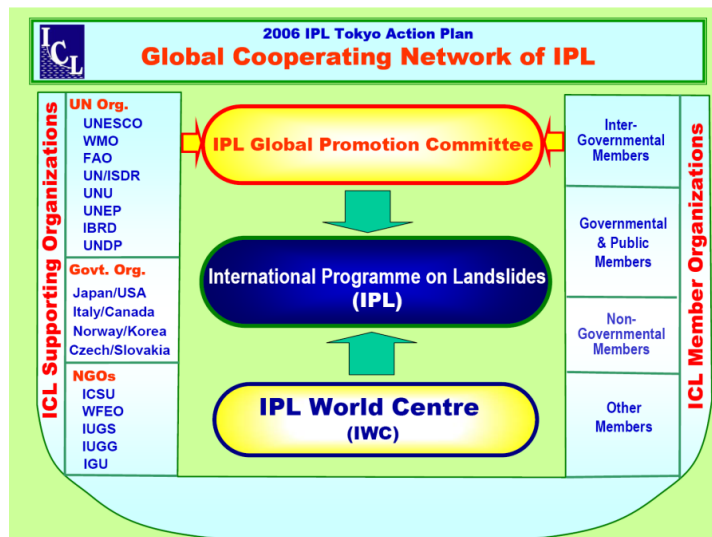 ICL
2006 IPL Tokyo Action Plan
Global Cooperating Network of IPL
ICL Supporting Organizations
UN Org.
UNESCO
WMO
FAO
UN/ISDR
UNU
UNEP
IBRD
UNDP
Govt. Org.
Japan/USA
Italy/Canada
Norway/Korea
Czech/Slovakia
NGOs
ICSU
WFEO
IUGS
IUGG
IGU
IPL Global Promotion Committee
International Programme on Landslides
(IPL)
IPL World Centre
(IWC)
Inter-
Governmental
Members
Governmental
& Public
Members
Non-
Governmental
Members
Other
Members
ICL Member Organizations